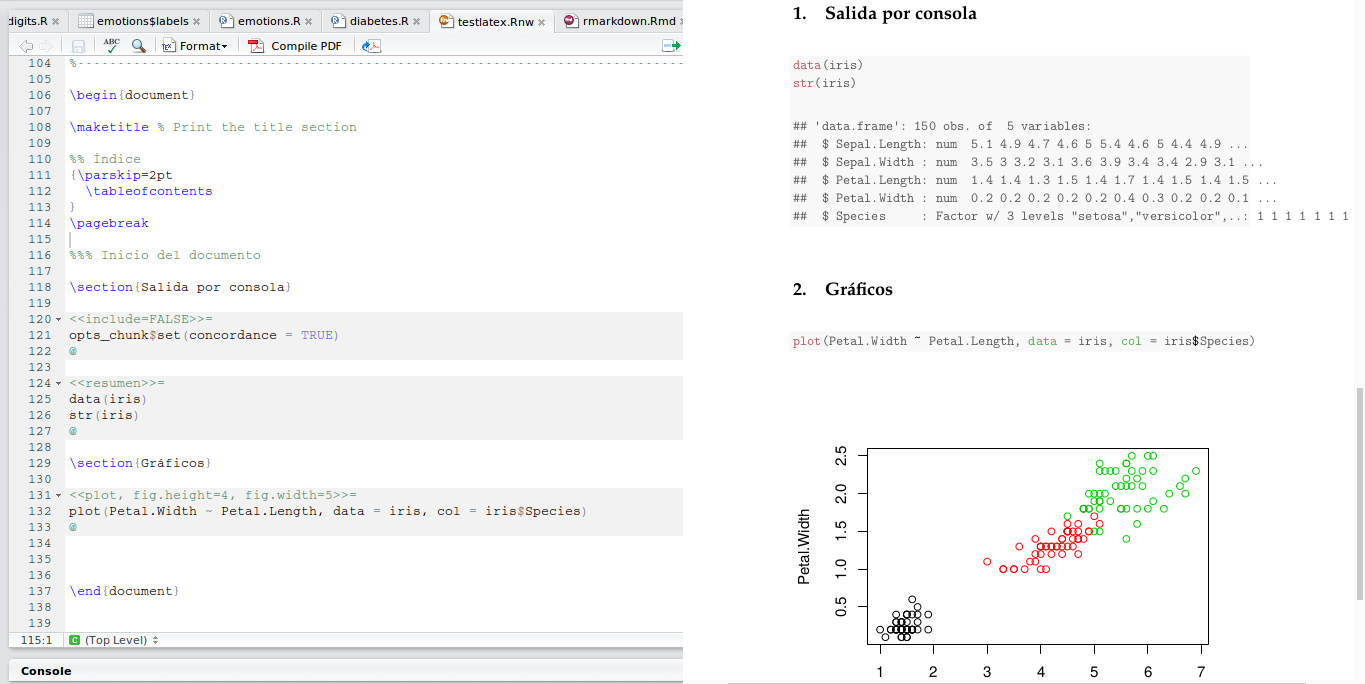 digits.R × emotions$labels × emotions.R × diabetes.R × testlatex.Rnw × rmarkdown.Rmd ×
ABC Format Compile PDF
104 %------------------------------------------------------------------------------
105
106 \begin{document}
107
108 \maketitle % Print the title section
109
110 %% Índice
111 {\parskip=2pt
112 \tableofcontents
113 }
114 \pagebreak
115
116 %%% Inicio del documento
117
118 \section{Salida por consola}
119
120 <<include=FALSE>>=
121 opts_chunk$set(concordance = TRUE)
122 @
123
124 <<resumen>>=
125 data(iris)
126 str(iris)
127 @
128
129 \section{Gráficos}
130
131 <<plot, fig.height=4, fig.width=5>>=
132 plot(Petal.Width ~ Petal.Length, data = iris, col = iris$Species)
133 @
134
135
136
137 \end{document}
138
139
115:1 C (Top Level)
Console
1. Salida por consola
data(iris)
str(iris)
## 'data.frame': 150 obs. of 5 variables:
## $ Sepal.Length: num 5.1 4.9 4.7 4.6 5 5.4 4.6 5 4.4 4.9 ...
## $ Sepal.Width : num 3.5 3 3.2 3.1 3.6 3.9 3.4 3.4 2.9 3.1 ...
## $ Petal.Length: num 1.4 1.4 1.3 1.5 1.4 1.7 1.4 1.5 1.4 1.5 ...
## $ Petal.Width : num 0.2 0.2 0.2 0.2 0.2 0.4 0.3 0.2 0.2 0.1 ...
## $ Species : Factor w/ 3 levels "setosa","versicolor",..: 1 1 1 1 1 1 1
2. Gráficos
plot(Petal.Width ~ Petal.Length, data = iris, col = iris$Species)
Petal.Width
2.5
2.0
1.5
1.0
0.5
1 2 3 4 5 6 7